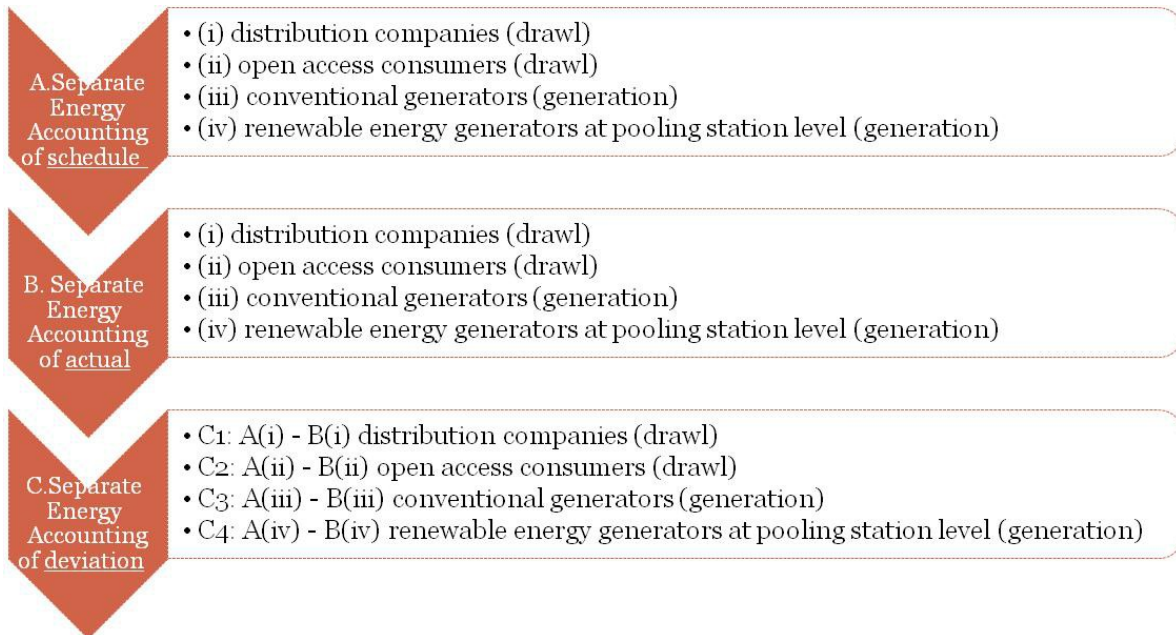 A.Separate
Energy
Accounting
of schedule
• (i) distribution companies (drawl)
• (ii) open access consumers (drawl)
• (iii) conventional generators (generation)
• (iv) renewable energy generators at pooling station level (generation)
B. Separate
Energy
Accounting
of actual
• (i) distribution companies (drawl)
• (ii) open access consumers (drawl)
• (iii) conventional generators (generation)
• (iv) renewable energy generators at pooling station level (generation)
C.Separate
Energy
Accounting
of deviation
• C1: A(i) - B(i) distribution companies (drawl)
• C2: A(ii) - B(ii) open access consumers (drawl)
• C3: A(iii) - B(iii) conventional generators (generation)
• C4: A(iv) - B(iv) renewable energy generators at pooling station level (generation)